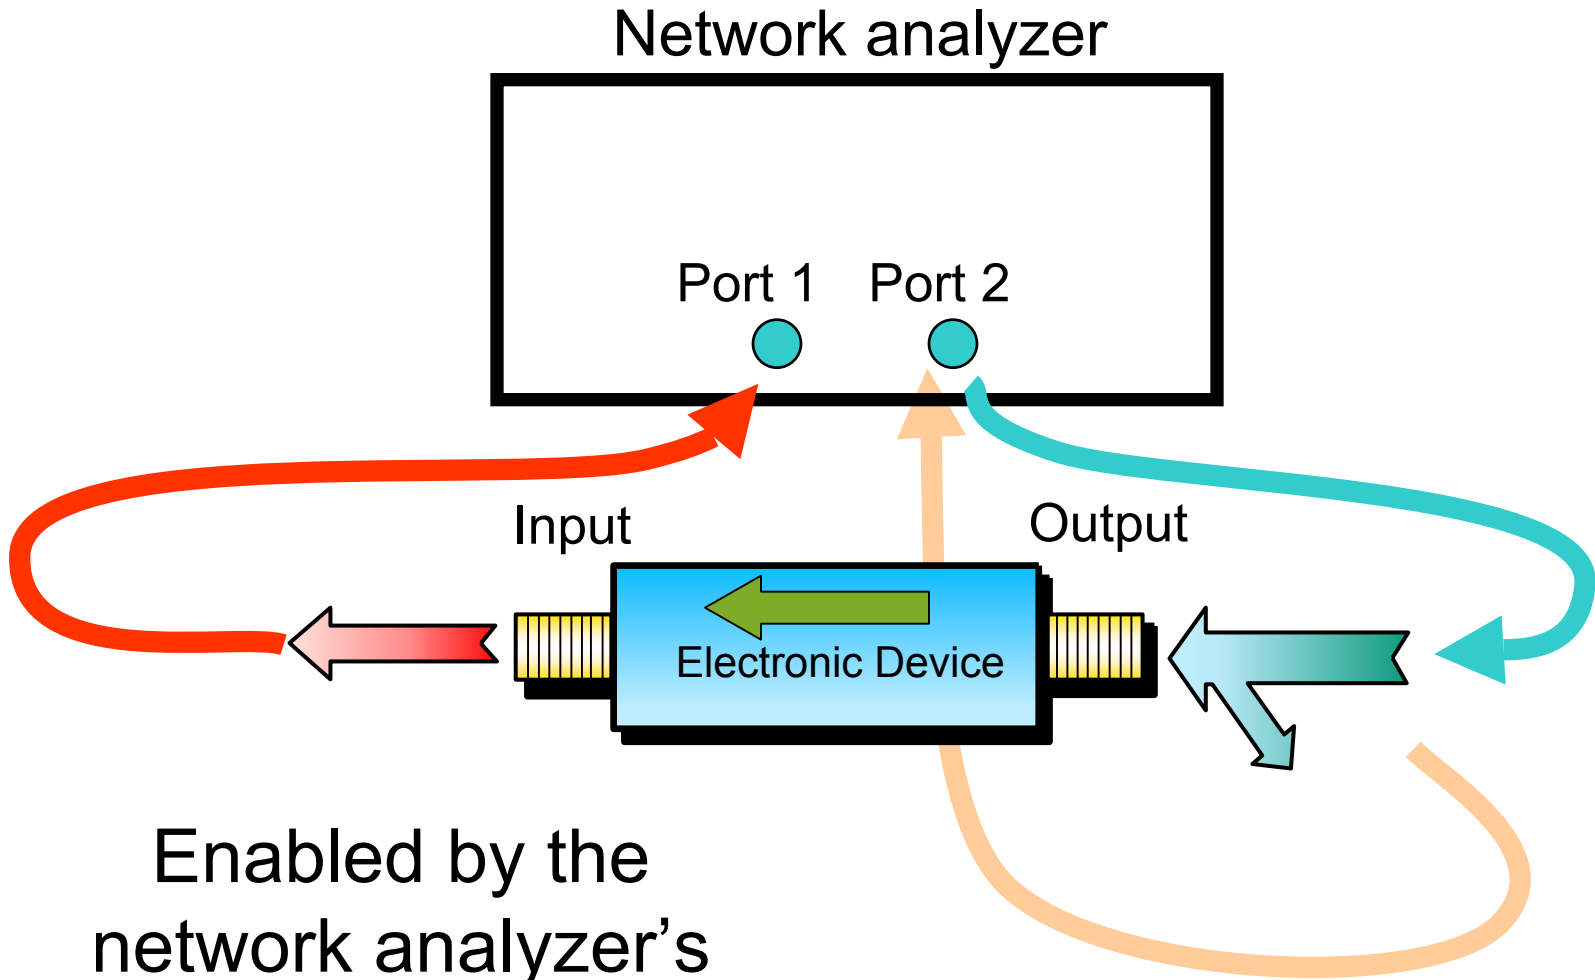 Network analyzer
Port 1 Port 2
Input
Output
Electronic Device
Enabled by the
network analyzer’s